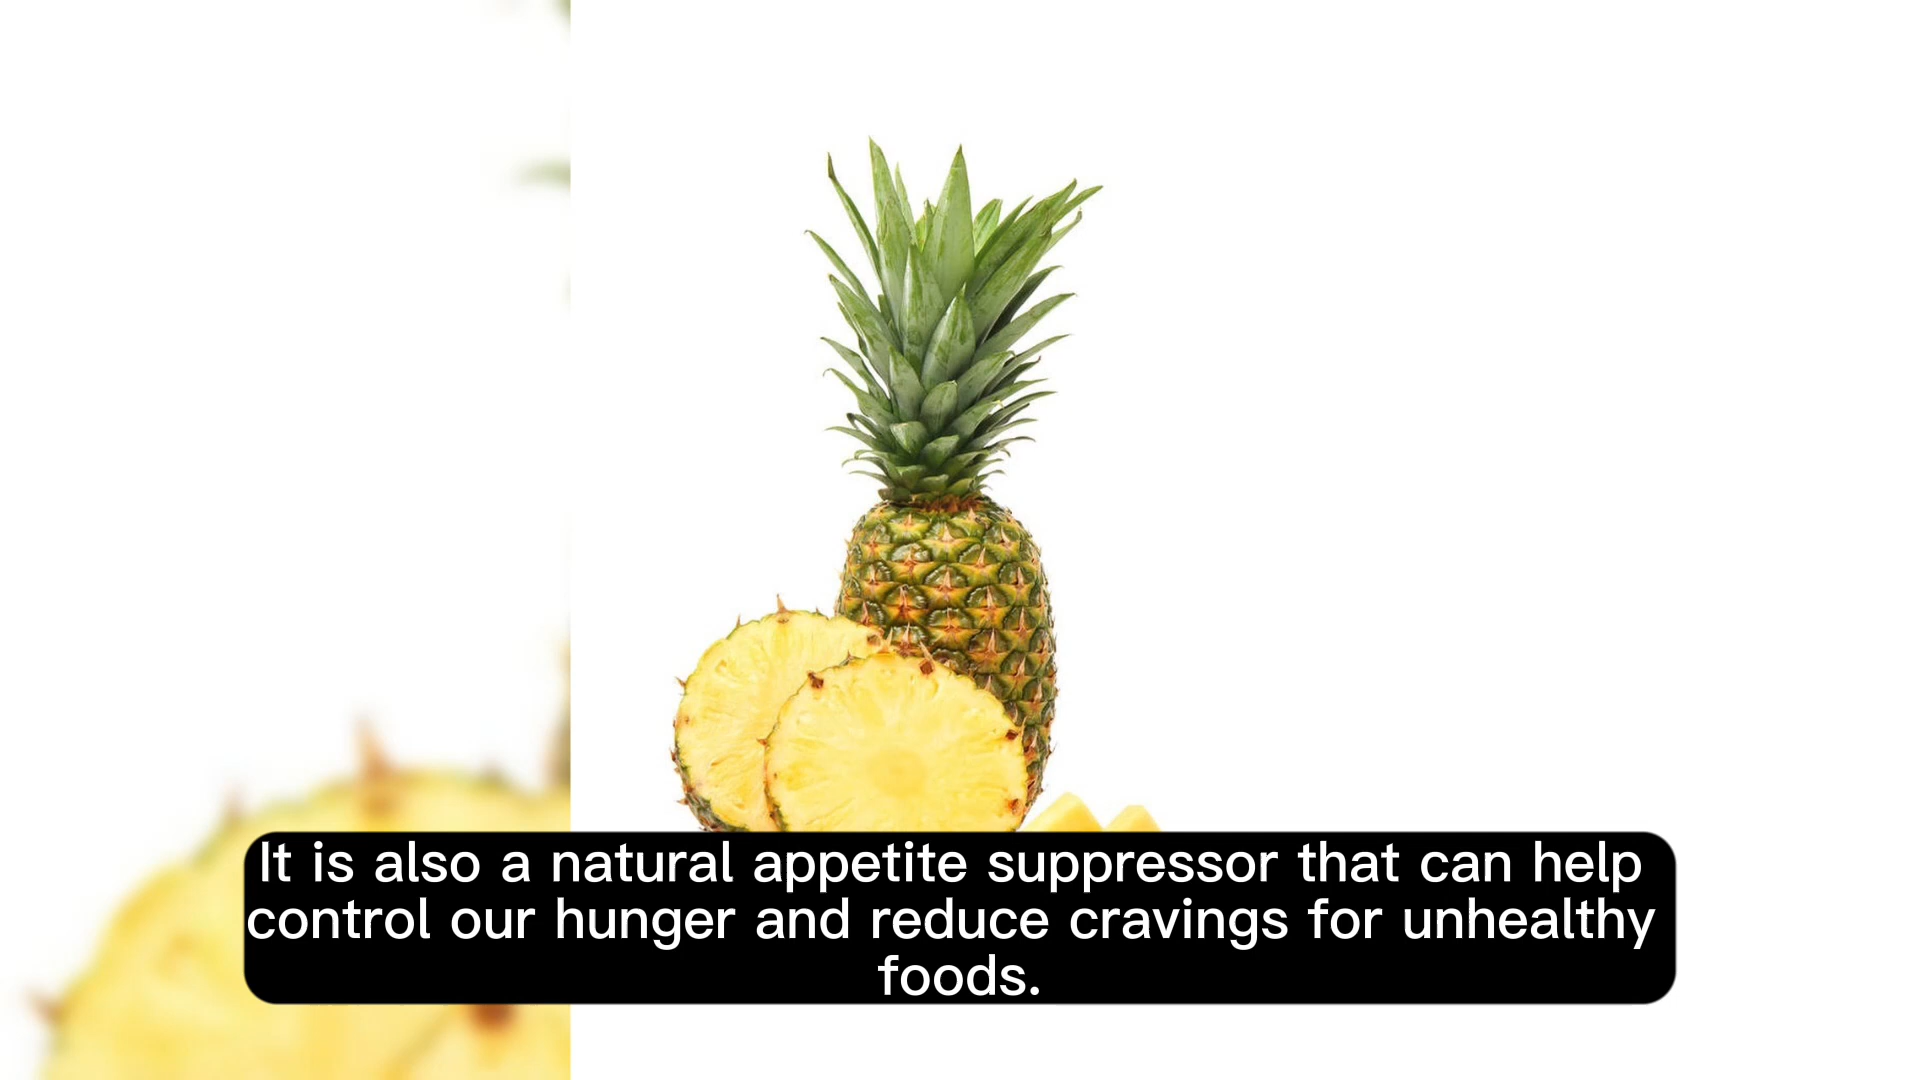 It is also a natural appetite suppressor that can help
control our hunger and reduce cravings for unhealthy
foods.